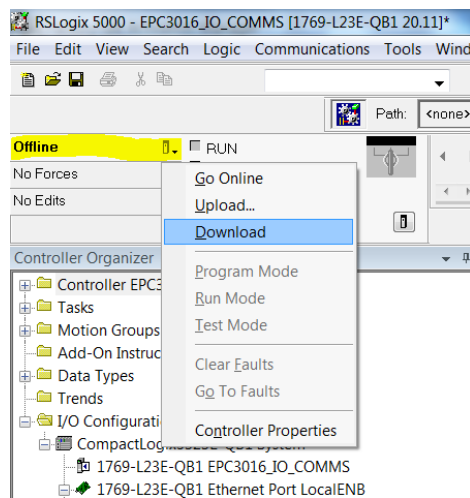 RSLogix 5000 - EPC3016_IO_COMMS [1769-L23E-QB1 20.11]*
File Edit View Search Logic Communications Tools Wind
Path: <none>
Offline
RUN
No Forces
No Edits
Go Online
Upload...
Download
Program Mode
Run Mode
Test Mode
Clear Faults
Go To Faults
Controller Properties
Controller Organizer
Controller EPC3
Tasks
Motion Groups
Add-On Instruc
Data Types
Trends
I/O Configurati
1769-L23E-QB1 EPC3016_IO_COMMS
1769-L23E-QB1 Ethernet Port LocalENB